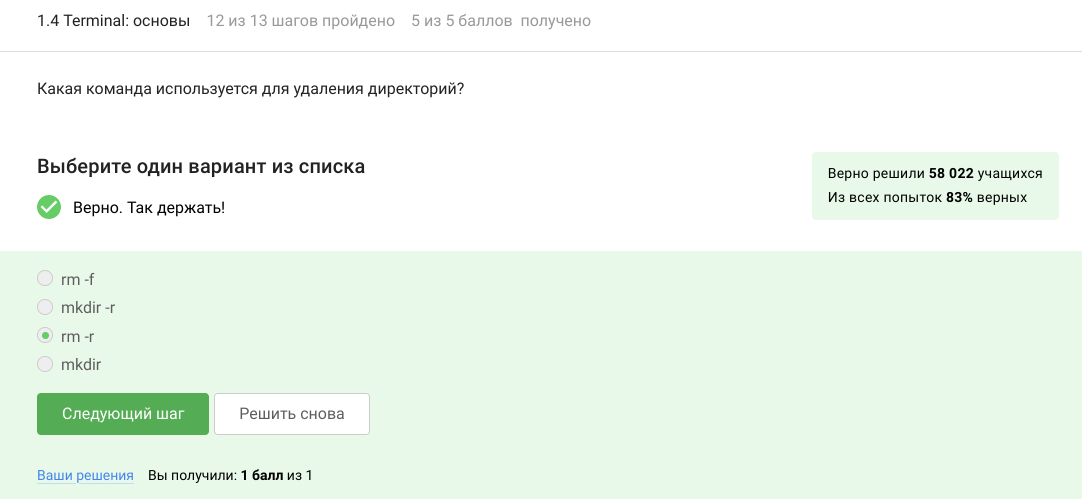 1.4 Terminal: основы 12 из 13 шагов пройдено 5 из 5 баллов получено
Какая команда используется для удаления директорий?
Выберите один вариант из списка
Верно. Так держать!
Верно решили 58 022 учащихся
Из всех попыток 83% верных
rm -f
mkdir -r
rm -r
mkdir
Следующий шаг Решить снова
Ваши решения Вы получили: 1 балл из 1